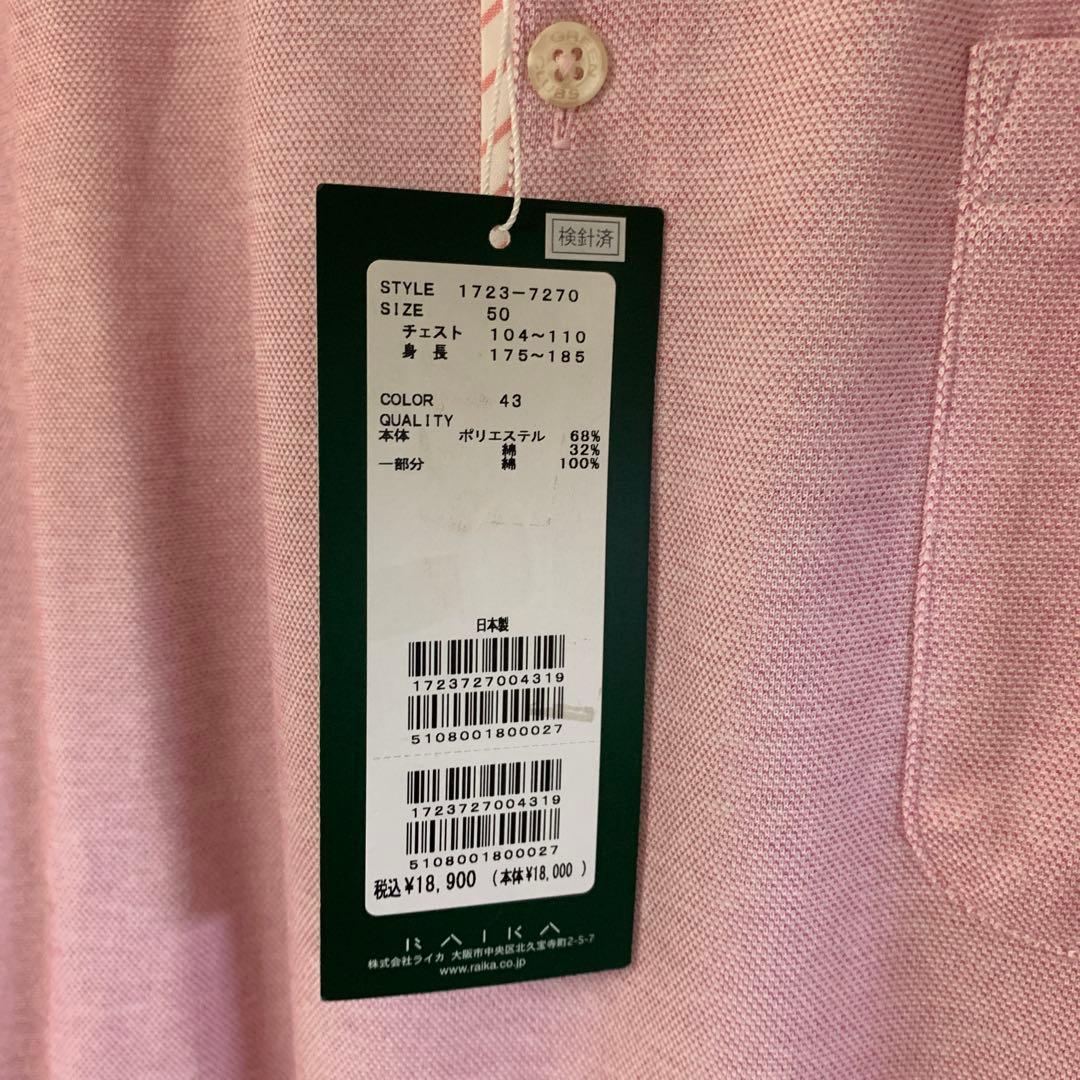 GREEN
CLUBS
検針済
STYLE 1723-7270
SIZE 50
チェスト 104~110
身長 175~185
COLOR 43
QUALITY
本体 ポリエステル 68%
綿 32%
一部分 綿 100%
日本製
1723727004319
5108001800027
1723727004319
5108001800027
税込¥18,900 (本体¥18,000 )
RAIKA
株式会社ライカ 大阪市中央区北久宝寺町2-5-7
www.raika.co.jp